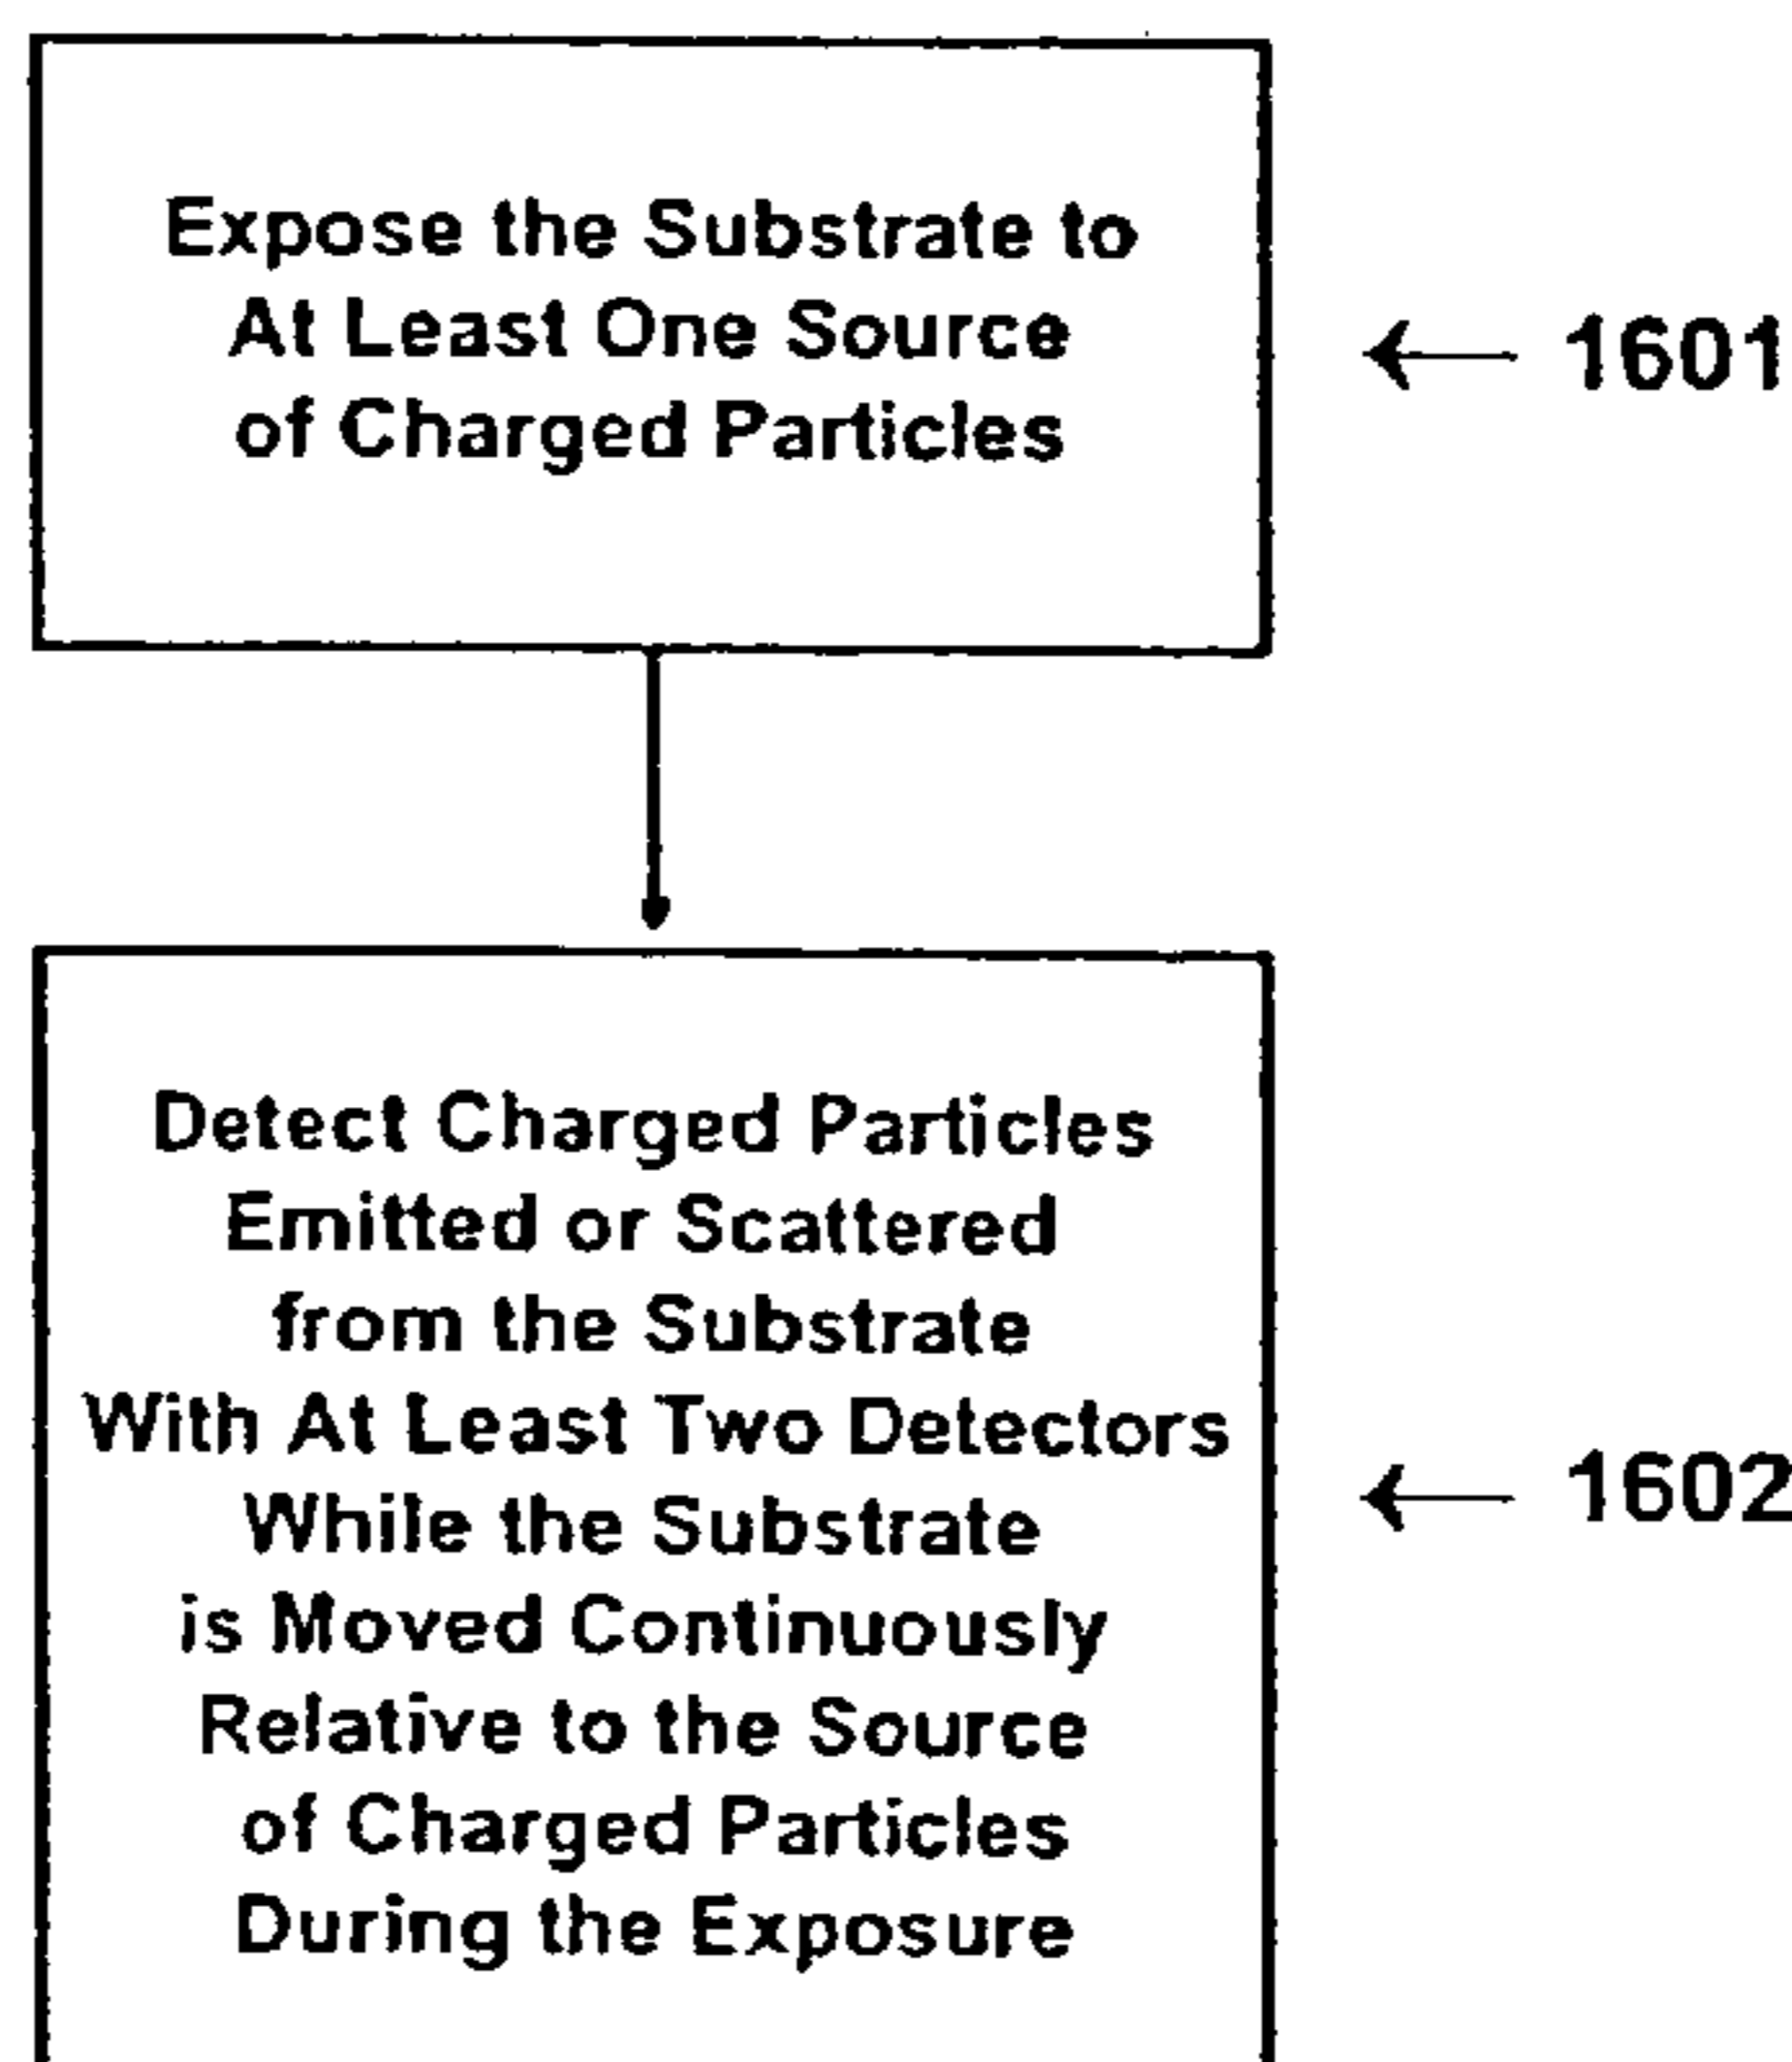 Expose the Substrate to
At Least One Source
of Charged Particles
1601
Detect Charged Particles
Emitted or Scattered
from the Substrate
With At Least Two Detectors
While the Substrate
is Moved Continuously
Relative to the Source
of Charged Particles
During the Exposure
1602